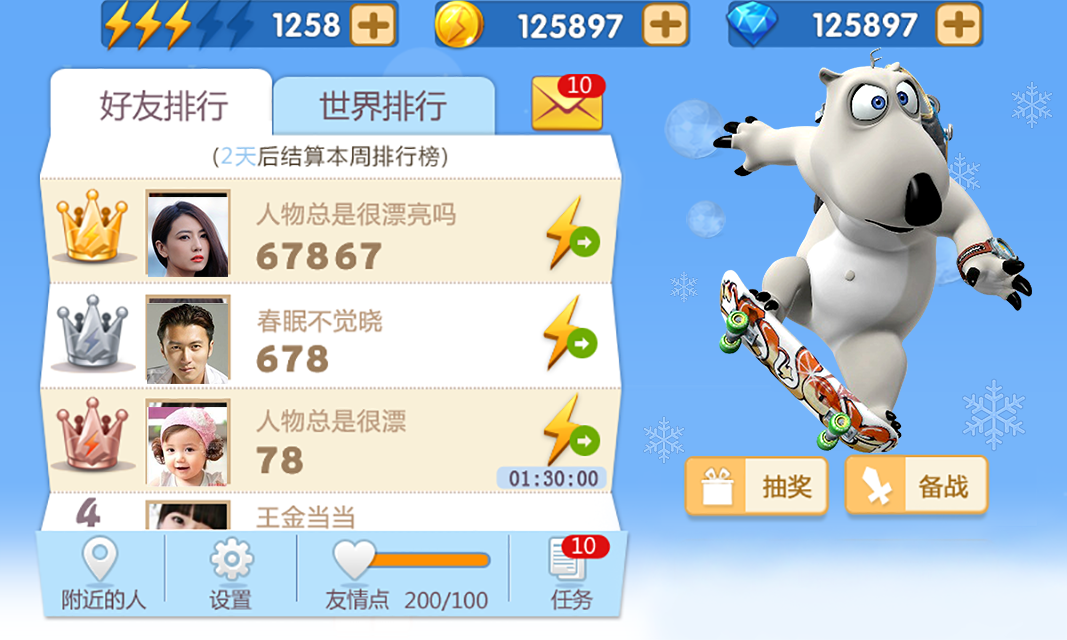 1258
125897
125897
好友排行
世界排行
10
(2天后结算本周排行榜)
人物总是很漂亮吗
67867
春眠不觉晓
678
人物总是很漂
78
01:30:00
4
王金当当
抽奖
备战
附近的人
设置
友情点 200/100
10
任务